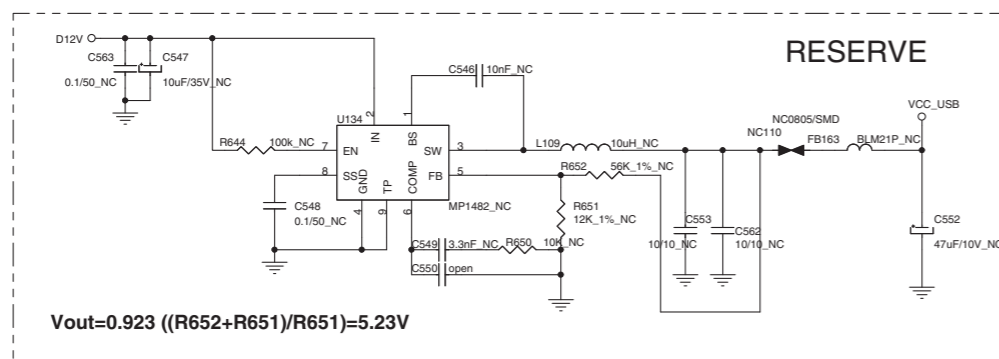 RESERVE
D12V
C563
C547
0.1/50_NC
10uF/35V_NC
C546
10nF_NC
VCC_USB
NC0805/SMD
NC110
FB163
BLM21P_NC
U134
2
1
IN
BS
R644
100k_NC
7
EN
SW
3
L109
10uH_NC
8
SS
FB
5
R652
56K_1%_NC
GND
TP
COMP
MP1482_NC
4
9
6
C548
0.1/50_NC
R651
12K_1%_NC
C549
3.3nF_NC
R650
10K_NC
C550
open
C553
10/10_NC
C562
10/10_NC
C552
47uF/10V_NC
Vout=0.923 ((R652+R651)/R651)=5.23V